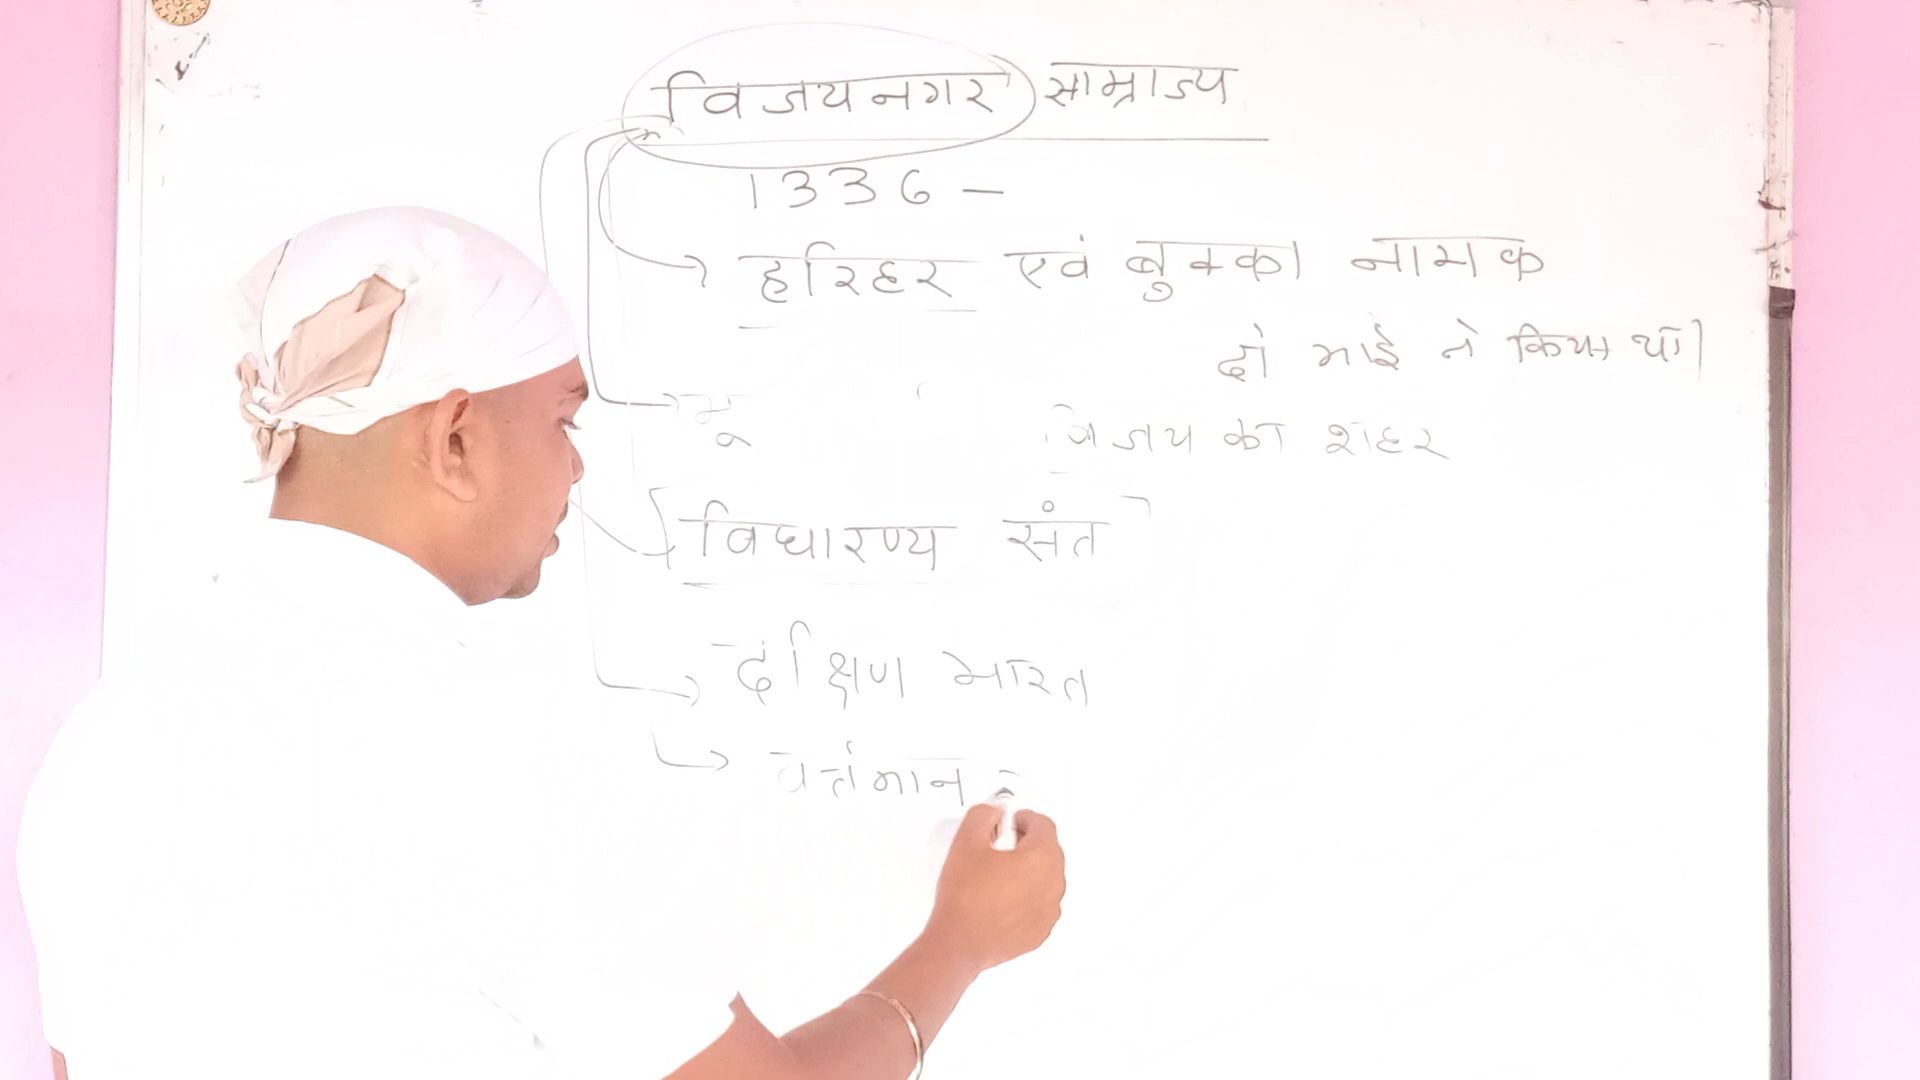 विजयनगर साम्राज्य
1336 –
हरिहर एवं बुक्का नामक
दो भाई ने किया था।
विजय का शहर
विधारण्य संत
दक्षिण भारत
वर्तमान